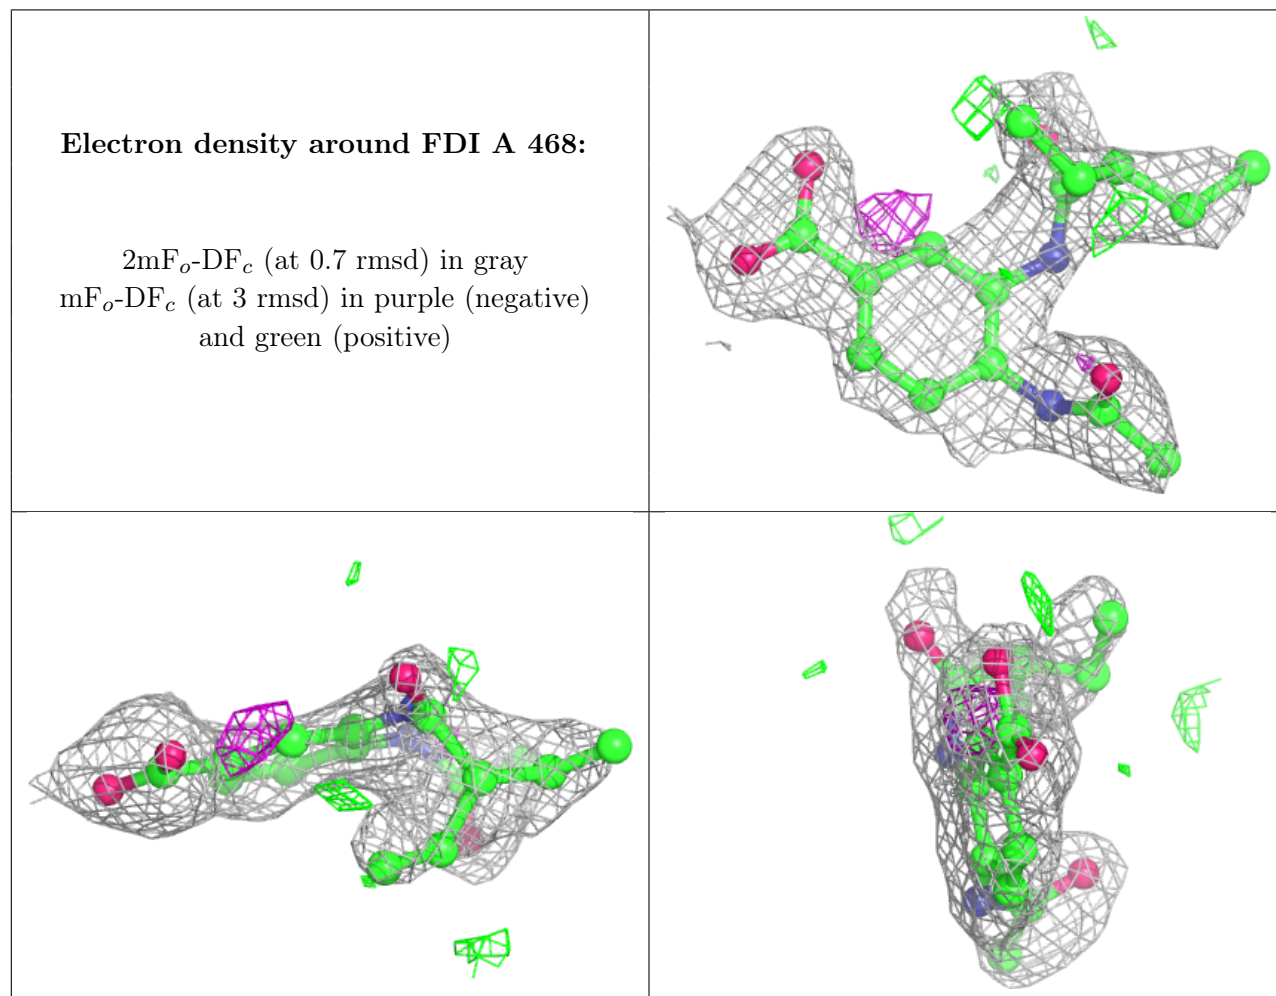 Electron density around FDI A 468:
2mFo-DFc (at 0.7 rmsd) in gray
mFo-DFc (at 3 rmsd) in purple (negative)
and green (positive)